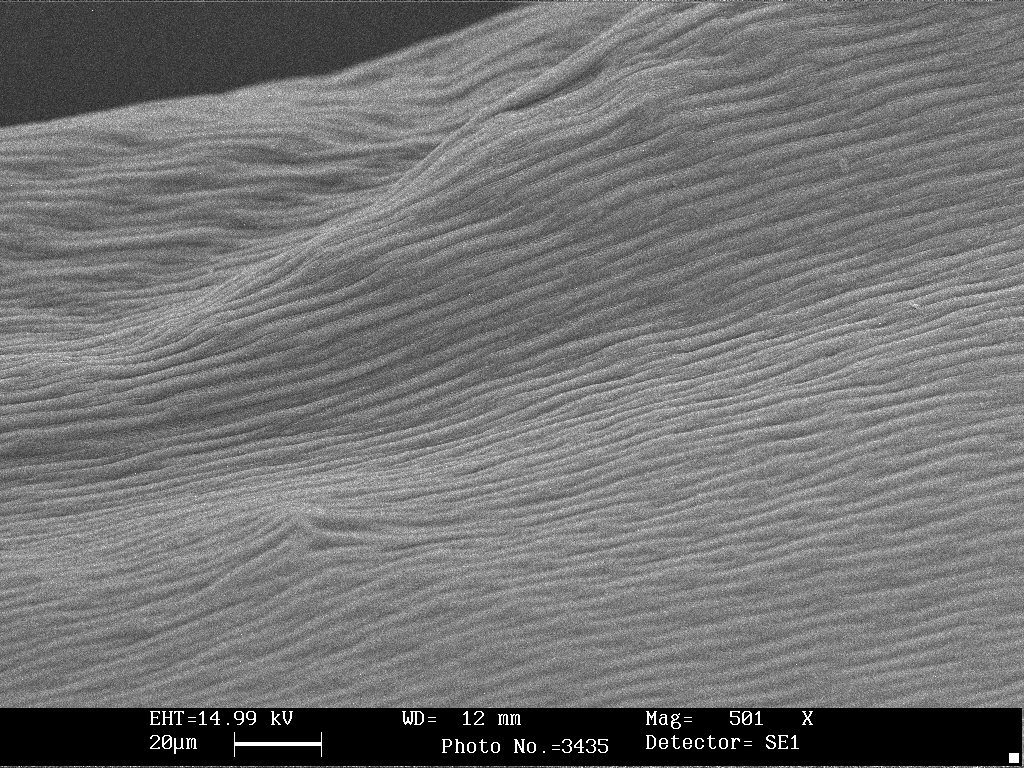 EHT=14.99 kV WD= 12 mm Mag= 501 X
20µm Photo No.=3435 Detector= SE1